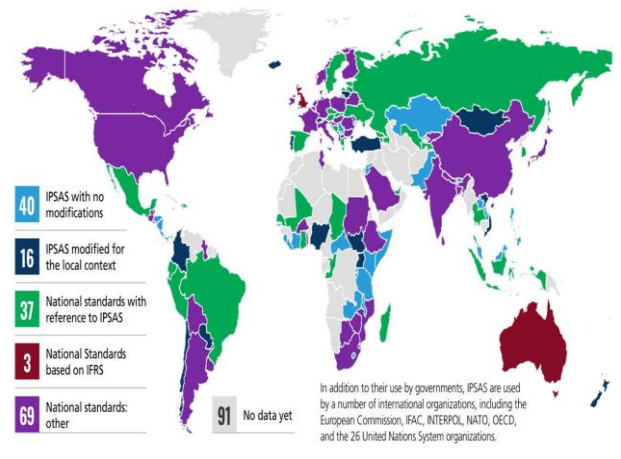 40
IPSAS with no
modifications
16
IPSAS modified for
the local context
37
National standards with
reference to IPSAS
3
National Standards
based on IFRS
69
National standards:
other
91
No data yet
In addition to their use by governments, IPSAS are used
by a number of international organizations, including the
European Commission, IFAC, INTERPOL, NATO, OECD,
and the 26 United Nations System organizations.